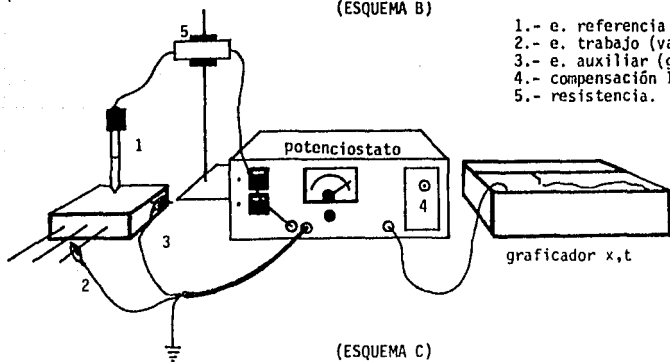 (ESQUEMA B)
1.- e. referencia
2.- e. trabajo
3.- e. auxiliar
4.- compensación
5.- resistencia.
5
1
potenciostato
4
3
2
graficador x,t
(ESQUEMA C)